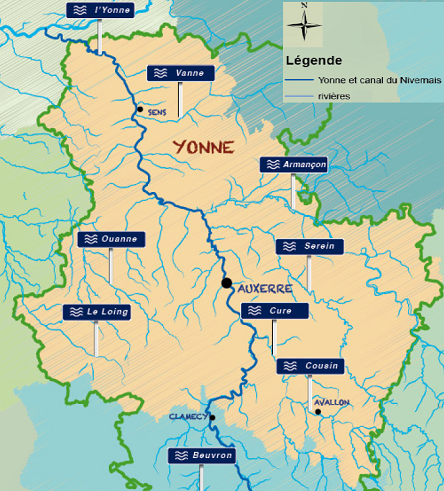 l'Yonne
N
Légende
Yonne et canal du Nivernais
rivières
Vanne
SENS
YONNE
Armançon
Ouanne
Serein
AUXERRE
Le Loing
Cure
Cousin
AVALLON
CLAMECY
Beuvron